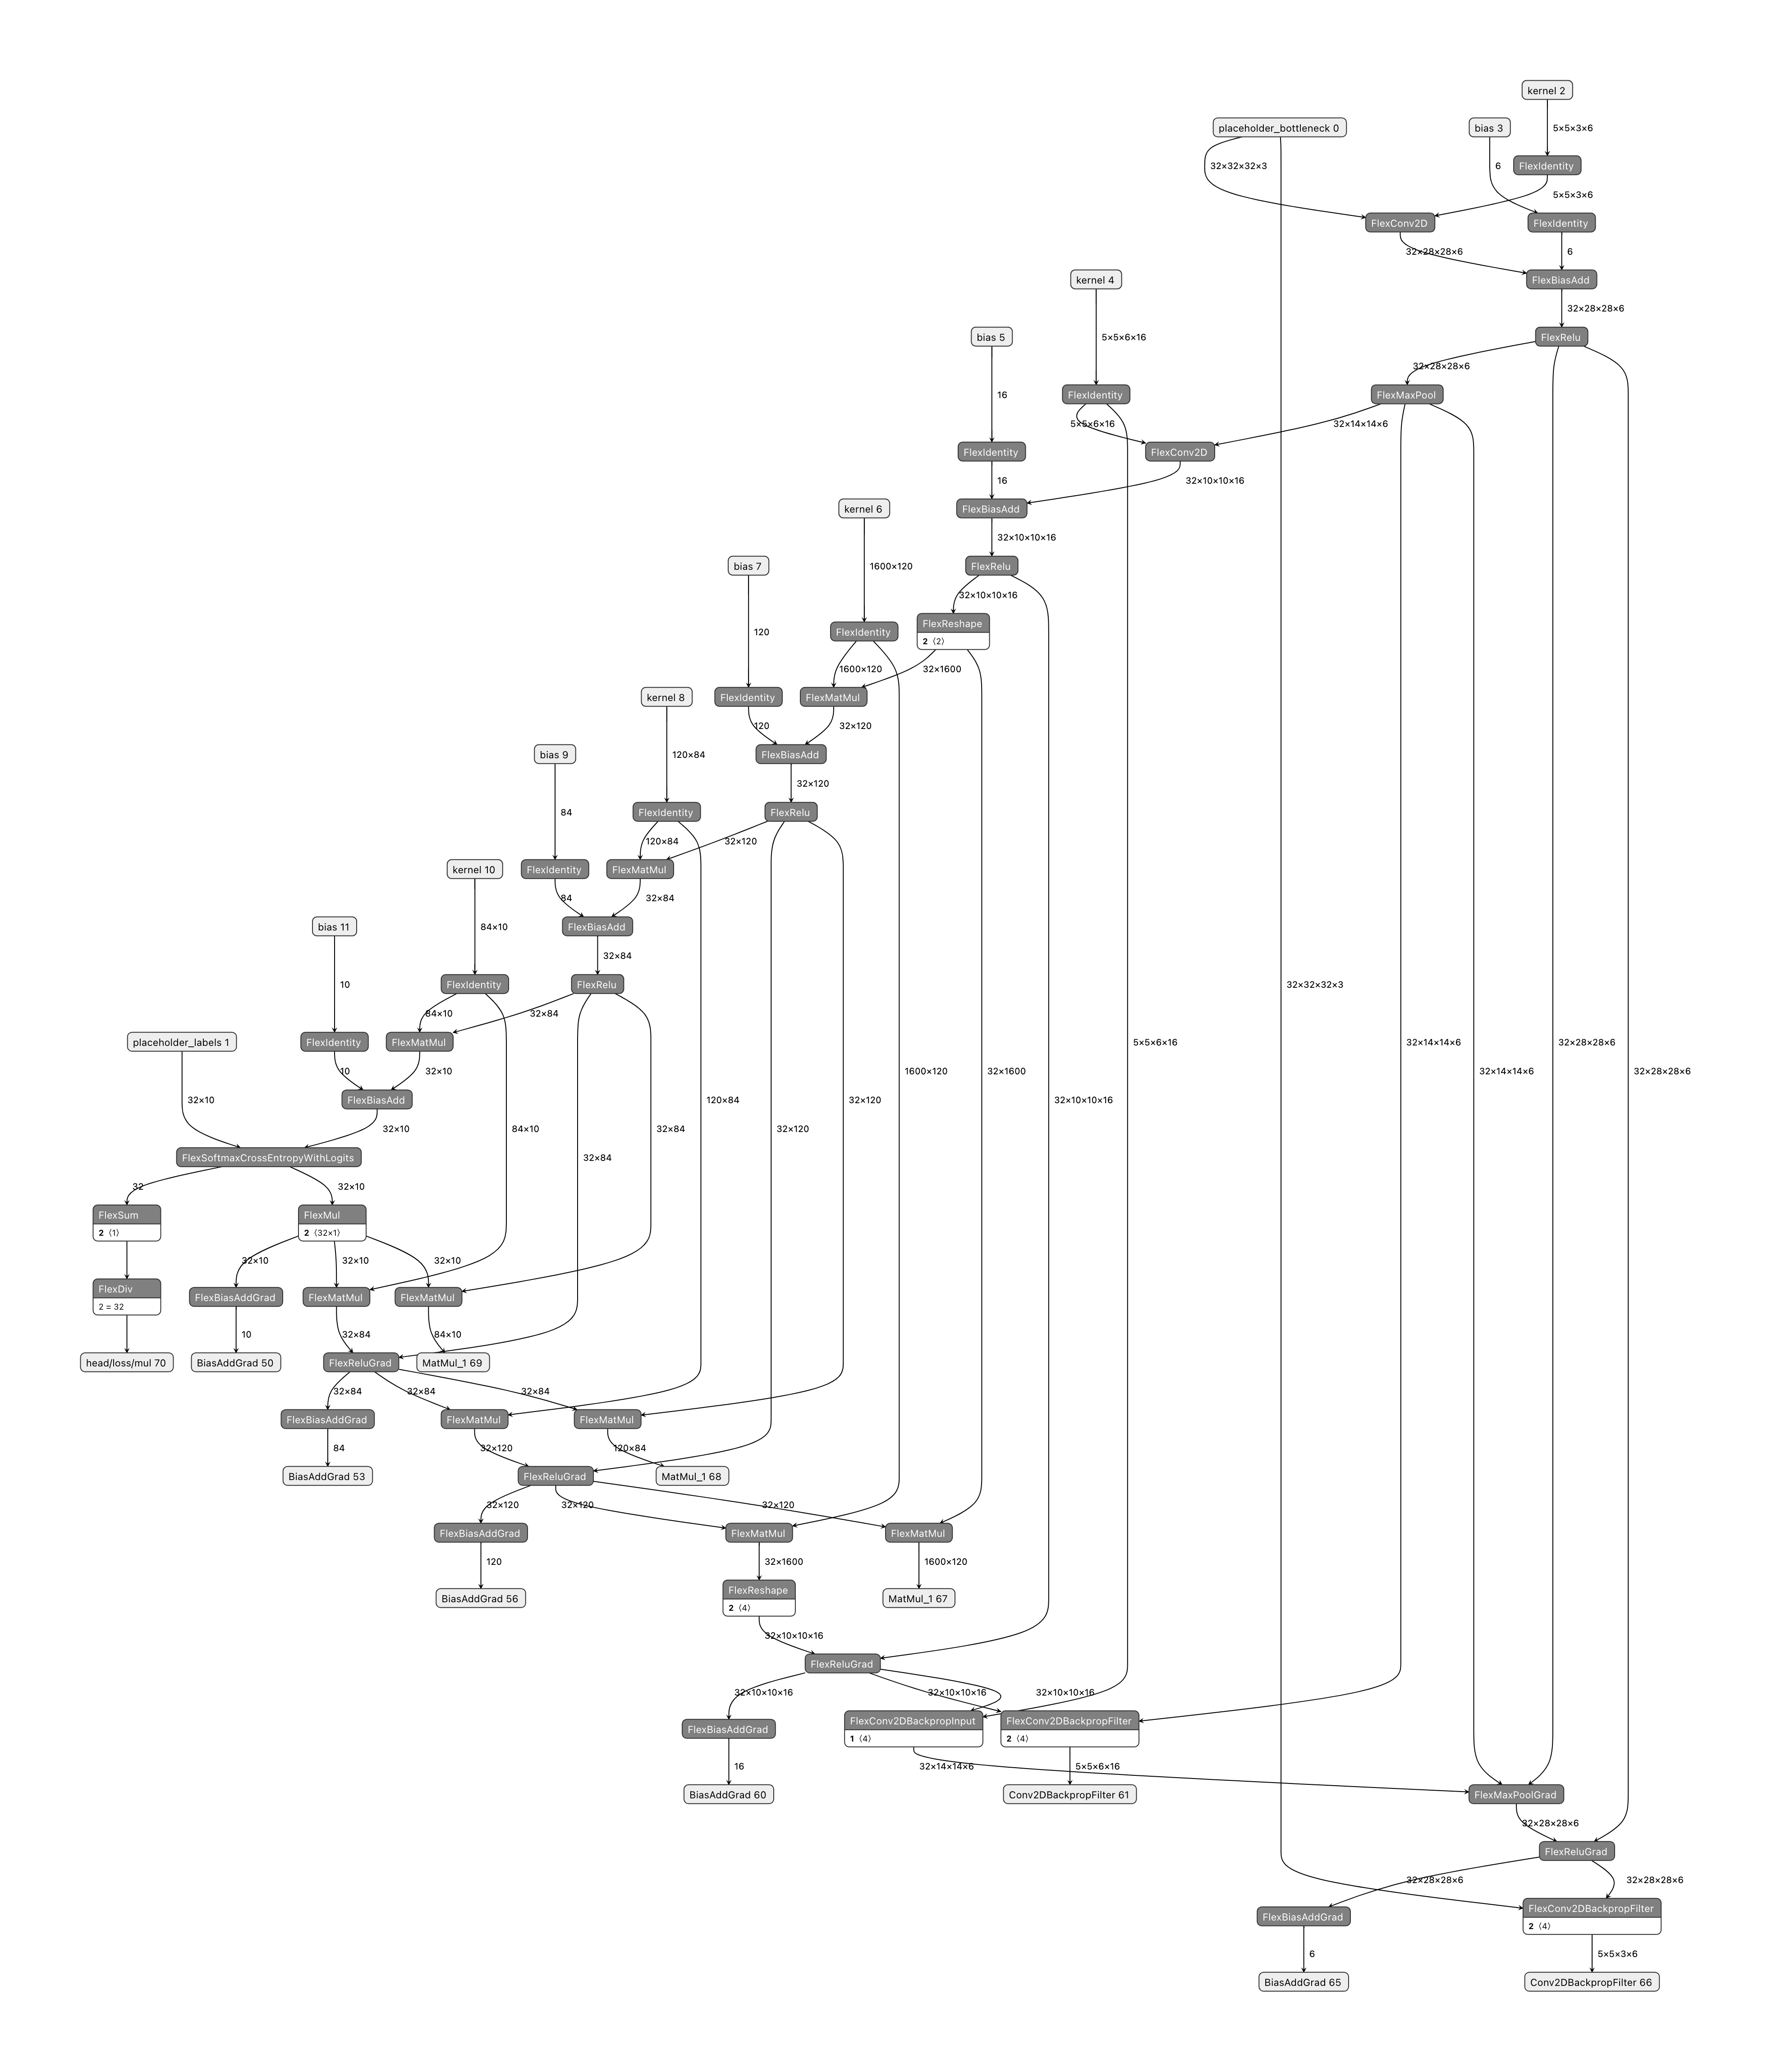 kernel 2
placeholder_bottleneck 0
bias 3
5×5×3×6
32×32×32×3
6
FlexIdentity
5×5×3×6
FlexConv2D
FlexIdentity
32×28×28×6
6
kernel 4
FlexBiasAdd
32×28×28×6
bias 5
5×5×6×16
FlexRelu
32×28×28×6
16
FlexIdentity
FlexMaxPool
5×5×6×16
32×14×14×6
FlexIdentity
FlexConv2D
16
32×10×10×16
kernel 6
FlexBiasAdd
32×10×10×16
bias 7
1600×120
FlexRelu
32×10×10×16
120
FlexIdentity
FlexReshape
2 ⟨2⟩
1600×120
32×1600
kernel 8
FlexIdentity
FlexMatMul
120
32×120
bias 9
120×84
FlexBiasAdd
32×120
84
FlexIdentity
FlexRelu
120×84
32×120
kernel 10
FlexIdentity
FlexMatMul
84
32×84
bias 11
84×10
FlexBiasAdd
32×84
10
FlexIdentity
FlexRelu
32×32×32×3
84×10
32×84
placeholder_labels 1
FlexIdentity
FlexMatMul
5×5×6×16
32×14×14×6
32×28×28×6
10
32×10
1600×120
32×1600
32×14×14×6
32×28×28×6
32×10
FlexBiasAdd
120×84
32×120
32×10×10×16
32×10
84×10
32×84
32×120
FlexSoftmaxCrossEntropyWithLogits
32×84
32
32×10
FlexSum
2 ⟨1⟩
FlexMul
2 ⟨32×1⟩
32×10
32×10
32×10
FlexDiv
2 = 32
FlexBiasAddGrad
FlexMatMul
FlexMatMul
10
32×84
84×10
head/loss/mul 70
BiasAddGrad 50
FlexReluGrad
MatMul_1 69
32×84
32×84
32×84
FlexBiasAddGrad
FlexMatMul
FlexMatMul
84
32×120
120×84
BiasAddGrad 53
FlexReluGrad
MatMul_1 68
32×120
32×120
32×120
FlexBiasAddGrad
FlexMatMul
FlexMatMul
120
32×1600
1600×120
BiasAddGrad 56
FlexReshape
2 ⟨4⟩
MatMul_1 67
32×10×10×16
FlexReluGrad
32×10×10×16
32×10×10×16
32×10×10×16
FlexBiasAddGrad
FlexConv2DBackpropInput
1 ⟨4⟩
FlexConv2DBackpropFilter
2 ⟨4⟩
16
32×14×14×6
5×5×6×16
BiasAddGrad 60
Conv2DBackpropFilter 61
FlexMaxPoolGrad
32×28×28×6
FlexReluGrad
32×28×28×6
32×28×28×6
FlexBiasAddGrad
FlexConv2DBackpropFilter
2 ⟨4⟩
6
5×5×3×6
BiasAddGrad 65
Conv2DBackpropFilter 66